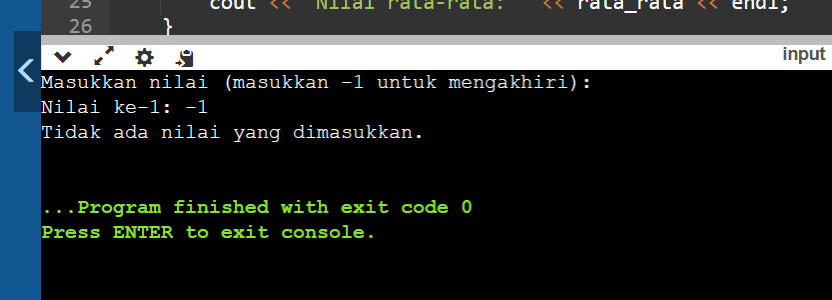 25 cout << "Nilai rata-rata: " << rata_rata << endl;
26 }
input
Masukkan nilai (masukkan -1 untuk mengakhiri):
Nilai ke-1: -1
Tidak ada nilai yang dimasukkan.
...Program finished with exit code 0
Press ENTER to exit console.